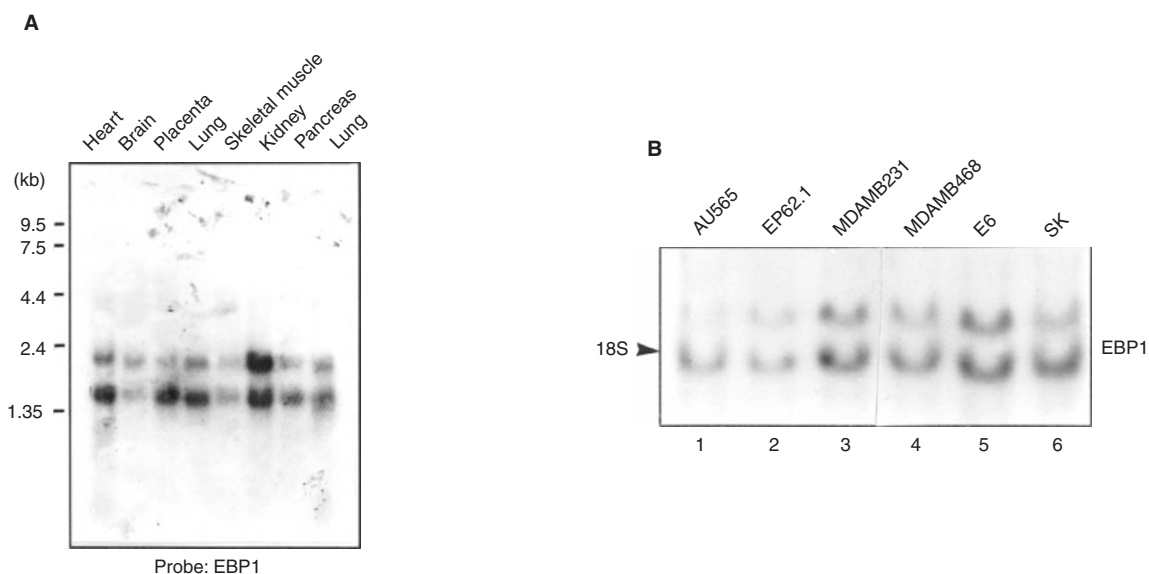 A
Heart
Brain
Placenta
Lung
Skeletal muscle
Kidney
Pancreas
Lung
(kb)
9.5
7.5
4.4
2.4
1.35
Probe: EBP1
B
AU565
EP62.1
MDAMB231
MDAMB468
E6
SK
18S
EBP1
1 2 3 4 5 6